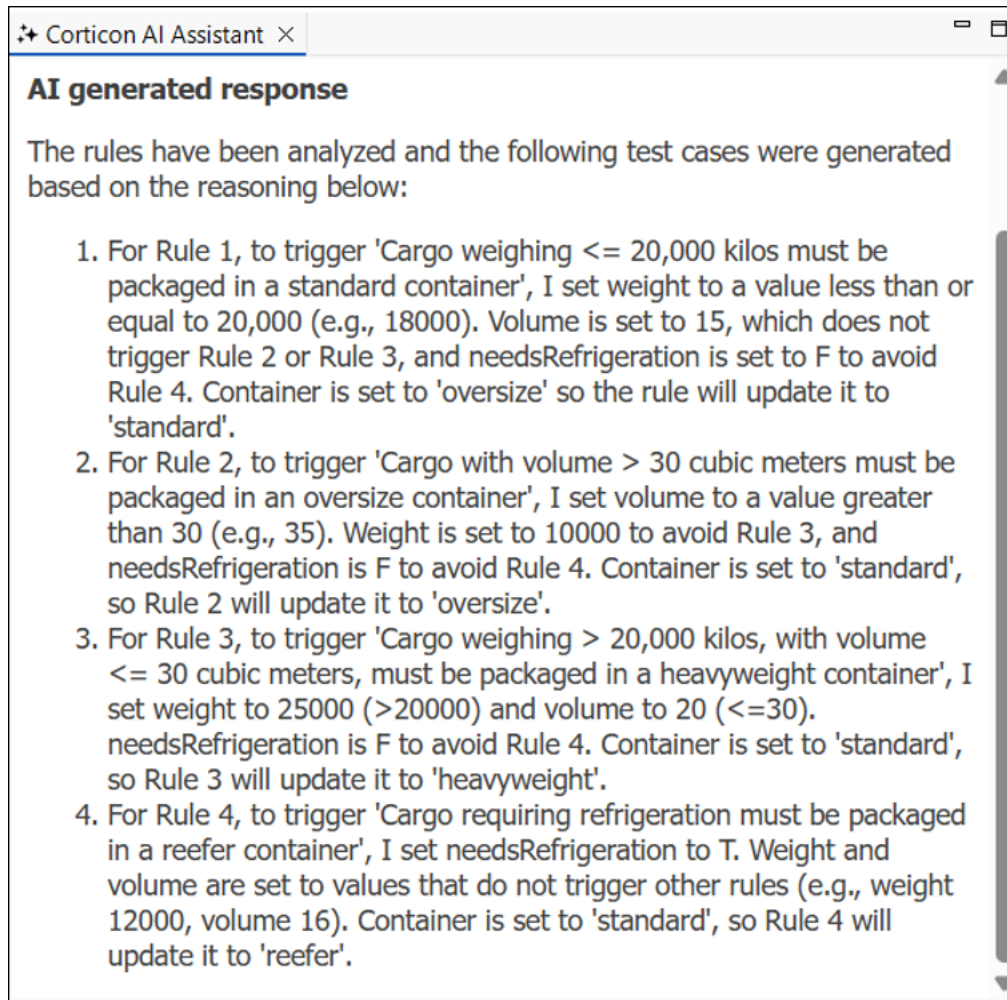 Corticon AI Assistant
AI generated response
The rules have been analyzed and the following test cases were generated
based on the reasoning below:
1. For Rule 1, to trigger 'Cargo weighing <= 20,000 kilos must be
packaged in a standard container', I set weight to a value less than or
equal to 20,000 (e.g., 18000). Volume is set to 15, which does not
trigger Rule 2 or Rule 3, and needsRefrigeration is set to F to avoid
Rule 4. Container is set to 'oversize' so the rule will update it to
'standard'.
2. For Rule 2, to trigger 'Cargo with volume > 30 cubic meters must be
packaged in an oversize container', I set volume to a value greater
than 30 (e.g., 35). Weight is set to 10000 to avoid Rule 3, and
needsRefrigeration is F to avoid Rule 4. Container is set to 'standard',
so Rule 2 will update it to 'oversize'.
3. For Rule 3, to trigger 'Cargo weighing > 20,000 kilos, with volume
<= 30 cubic meters, must be packaged in a heavyweight container', I
set weight to 25000 (>20000) and volume to 20 (<=30).
needsRefrigeration is F to avoid Rule 4. Container is set to 'standard',
so Rule 3 will update it to 'heavyweight'.
4. For Rule 4, to trigger 'Cargo requiring refrigeration must be packaged
in a reefer container', I set needsRefrigeration to T. Weight and
volume are set to values that do not trigger other rules (e.g., weight
12000, volume 16). Container is set to 'standard', so Rule 4 will
update it to 'reefer'.